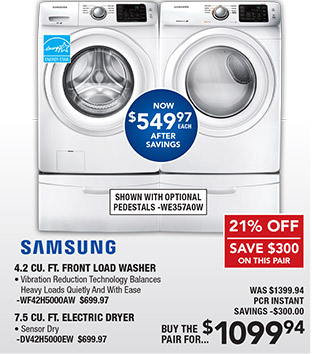 energy
ENERGY STAR
NOW
$549.97
EACH
AFTER
SAVINGS
SHOWN WITH OPTIONAL
PEDESTALS -WE357A0W
SAMSUNG
4.2 CU. FT. FRONT LOAD WASHER
• Vibration Reduction Technology Balances
Heavy Loads Quietly And With Ease
-WF42H5000AW $699.97
7.5 CU. FT. ELECTRIC DRYER
• Sensor Dry
-DV42H5000EW $699.97
21% OFF
SAVE $300
ON THIS PAIR
WAS $1399.94
PCR INSTANT
SAVINGS -$300.00
BUY THE
PAIR FOR... $1099.94